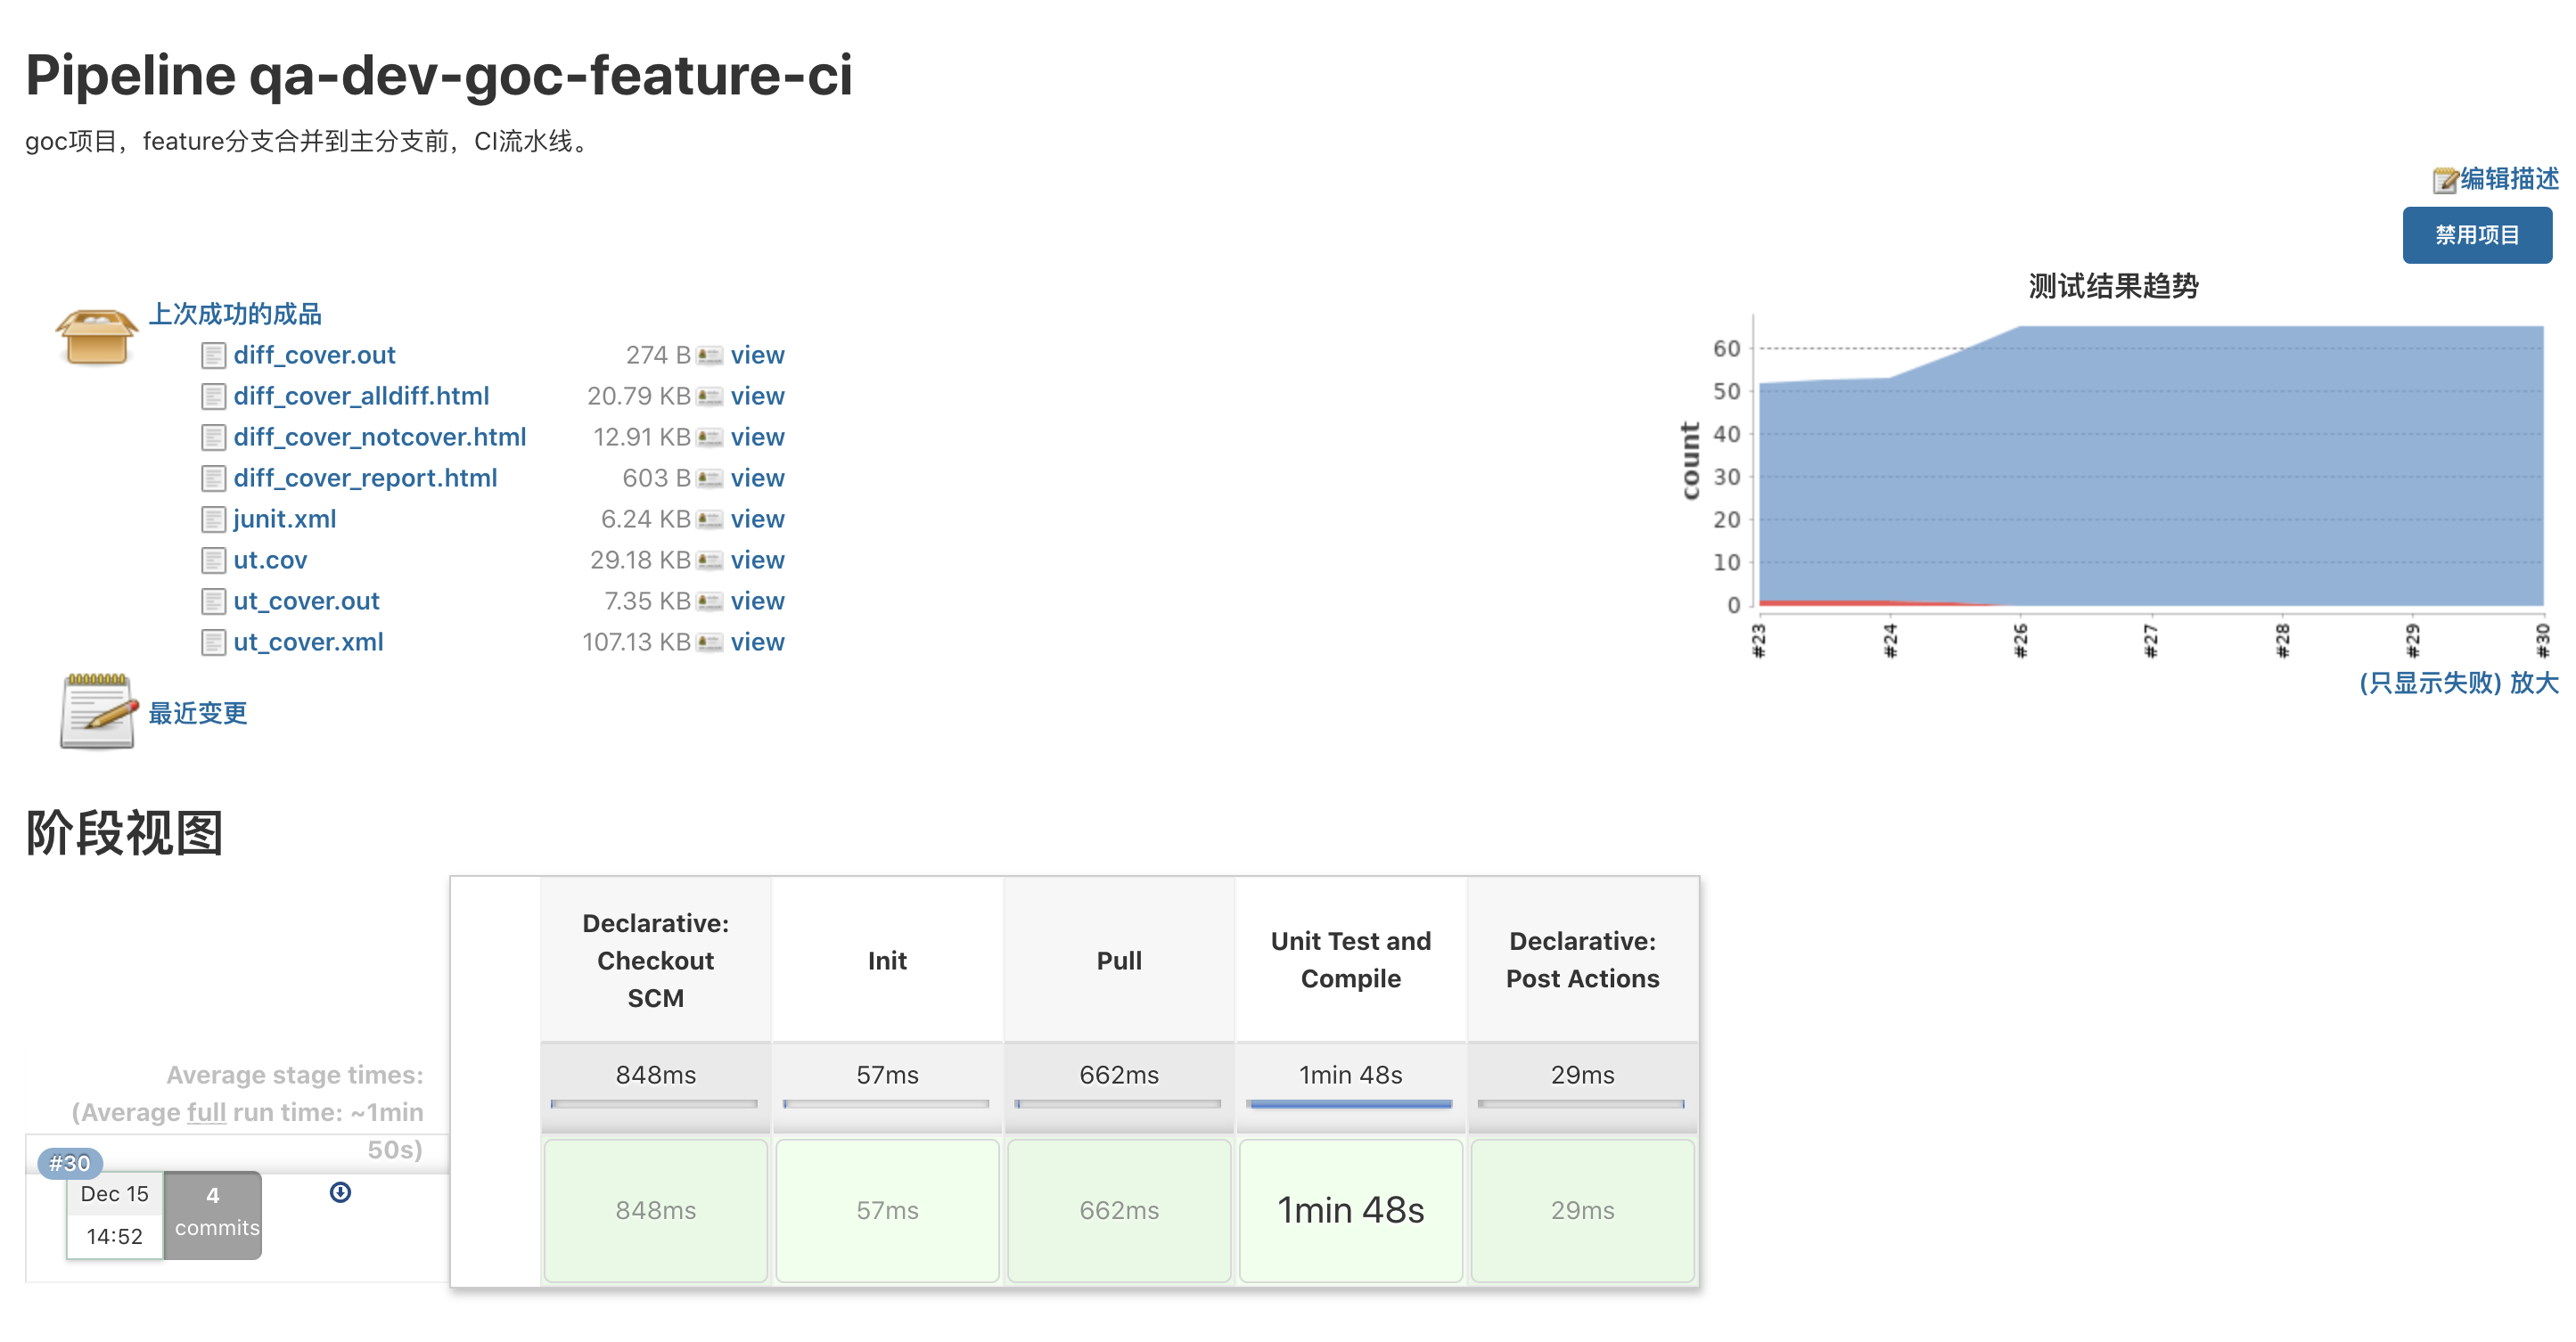 Pipeline qa-dev-goc-feature-ci
goc项目，feature分支合并到主分支前，CI流水线。
编辑描述
禁用项目
上次成功的成品
diff_cover.out 274 B view
diff_cover_alldiff.html 20.79 KB view
diff_cover_notcover.html 12.91 KB view
diff_cover_report.html 603 B view
junit.xml 6.24 KB view
ut.cov 29.18 KB view
ut_cover.out 7.35 KB view
ut_cover.xml 107.13 KB view
最近变更
测试结果趋势
count
60
50
40
30
20
10
0
#23 #24 #26 #27 #28 #29 #30
(只显示失败) 放大
阶段视图
Declarative:
Checkout
SCM
Init
Pull
Unit Test and
Compile
Declarative:
Post Actions
Average stage times:
(Average full run time: ~1min
50s)
848ms 57ms 662ms 1min 48s 29ms
#30
Dec 15
14:52
4
commits
848ms 57ms 662ms 1min 48s 29ms